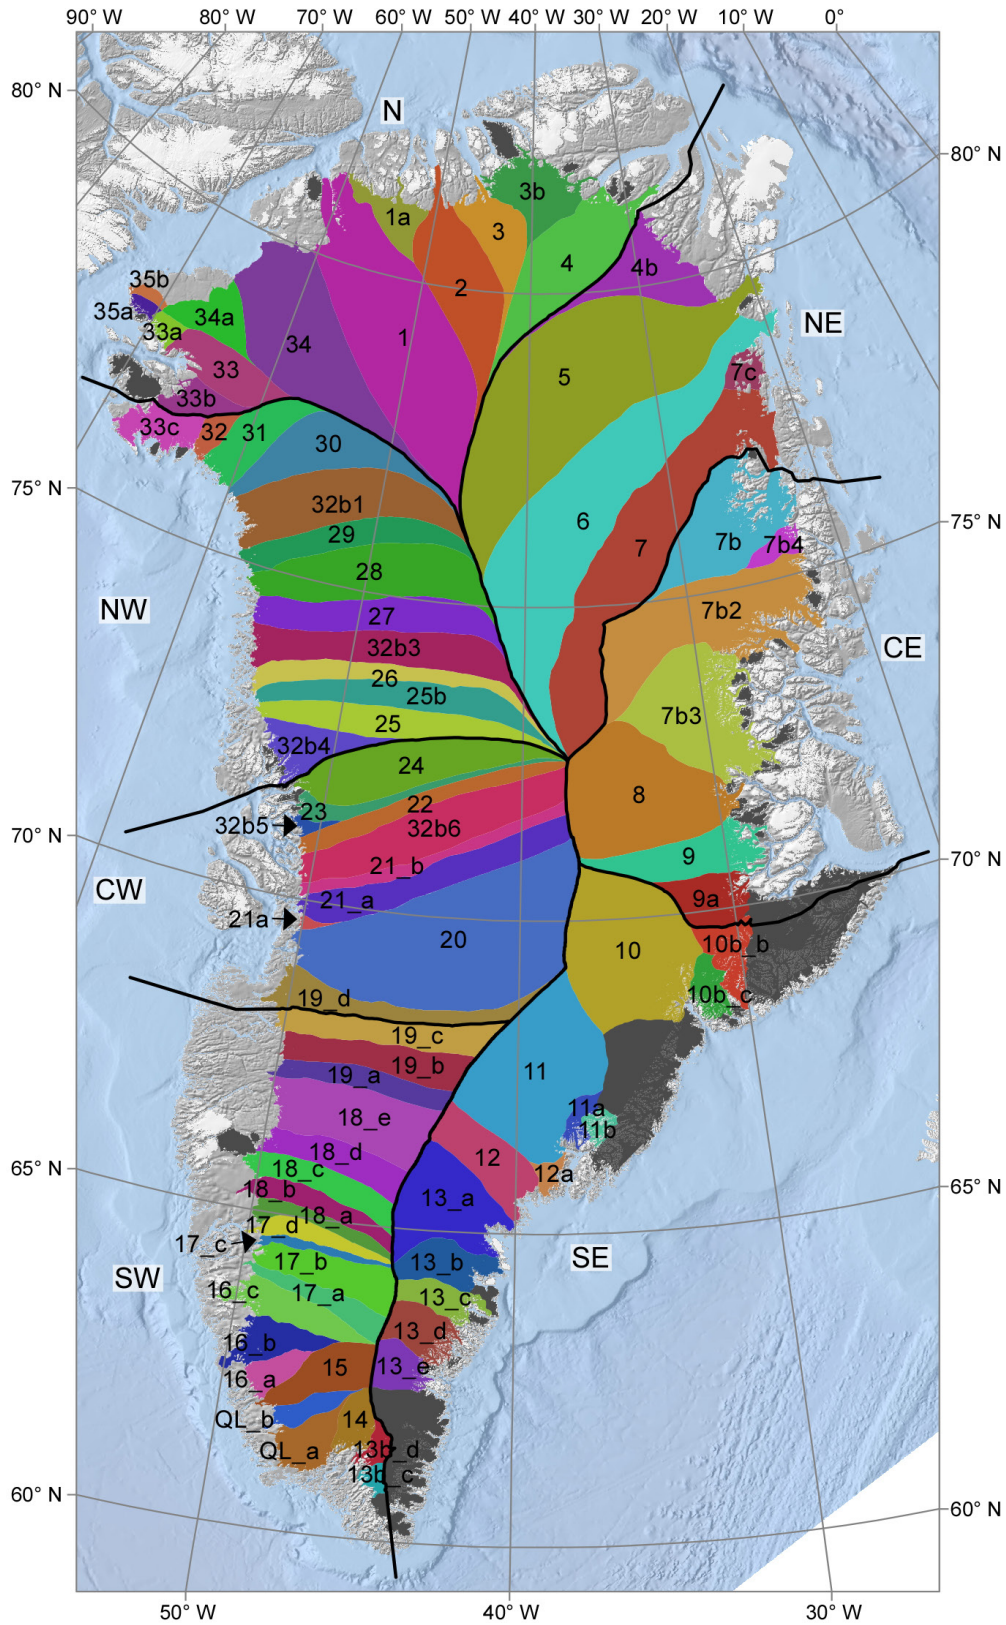 90° W 80° W 70° W 60° W 50° W 40° W 30° W 20° W 10° W 0°
80° N
N
80° N
3b
1a
3
4
4b
35b
2
35a
34a
NE
33a
34
1
33
5
7c
33b
33c
32
31
30
75° N
32b1
75° N
6
29
7
7b
7b4
28
NW
27
7b2
32b3
CE
26
25b
7b3
25
32b4
24
8
22
23
32b5
32b6
70° N
9
70° N
21_b
CW
21_a
9a
21a
20
10
10b_b
10b_c
19_d
19_c
19_b
11
19_a
11a
18_e
11b
18_d
12
65° N
18_c
12a
65° N
18_b
13_a
18_a
17_d
17_c
SE
17_b
13_b
SW
16_c
17_a
13_c
13_d
16_b
15
13_e
16_a
QL_b
14
QL_a
13b_d
13b_c
60° N
60° N
50° W 40° W 30° W